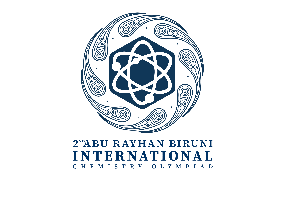 2ND ABU RAYHAN BIRUNI
INTERNATIONAL
CHEMISTRY OLYMPIAD